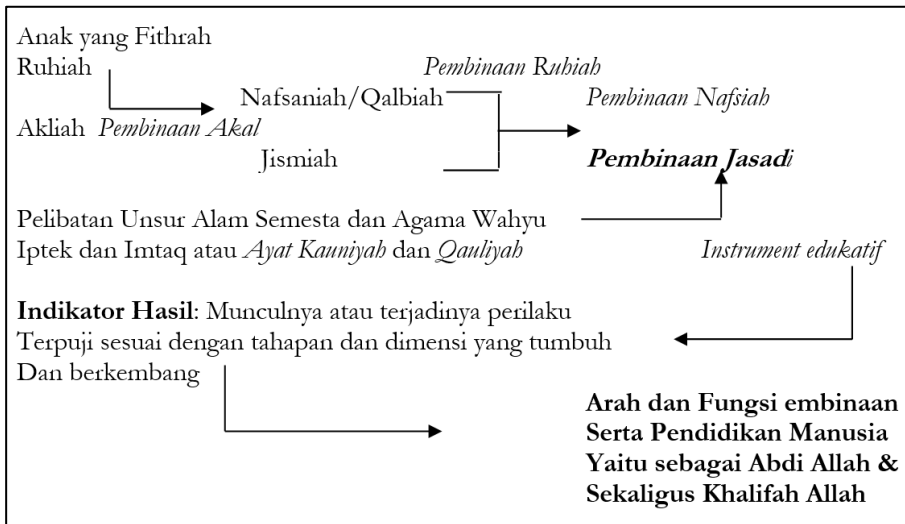 Anak yang Fithrah
Ruhiah Pembinaan Ruhiah
Nafsaniah/Qalbiah Pembinaan Nafsiah
Akliah Pembinaan Akal
Jismiah Pembinaan Jasadi
Pelibatan Unsur Alam Semesta dan Agama Wahyu
Iptek dan Imtaq atau Ayat Kauniyah dan Qauliyah Instrument edukatif
Indikator Hasil: Munculnya atau terjadinya perilaku
Terpuji sesuai dengan tahapan dan dimensi yang tumbuh
Dan berkembang
Arah dan Fungsi embinaan
Serta Pendidikan Manusia
Yaitu sebagai Abdi Allah &
Sekaligus Khalifah Allah